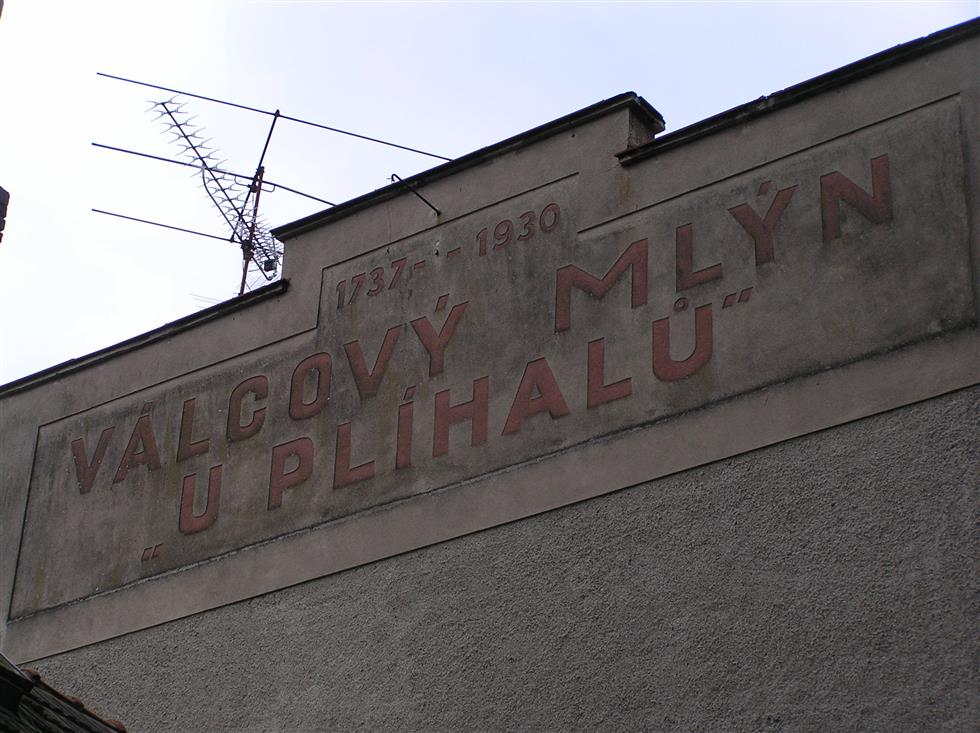 1737 - - 1930
VÁLCOVÝ MLÝN
„U PLÍHALŮ"